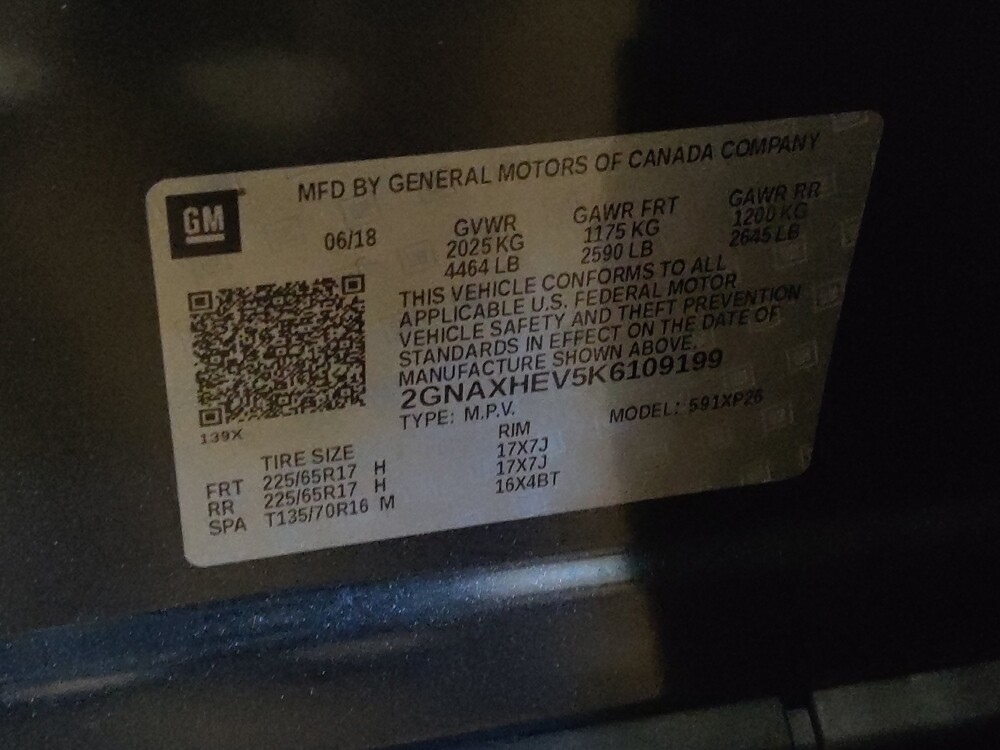 GM
MFD BY GENERAL MOTORS OF CANADA COMPANY
06/18
GVWR GAWR FRT GAWR RR
2025 KG 1175 KG 1200 KG
4464 LB 2590 LB 2645 LB
THIS VEHICLE CONFORMS TO ALL
APPLICABLE U.S. FEDERAL MOTOR
VEHICLE SAFETY AND THEFT PREVENTION
STANDARDS IN EFFECT ON THE DATE OF
MANUFACTURE SHOWN ABOVE.
2GNAXHEV5K6109199
TYPE: M.P.V. MODEL: 591XP26
139X
TIRE SIZE RIM
FRT 225/65R17 H 17X7J
RR 225/65R17 H 17X7J
SPA T135/70R16 M 16X4BT